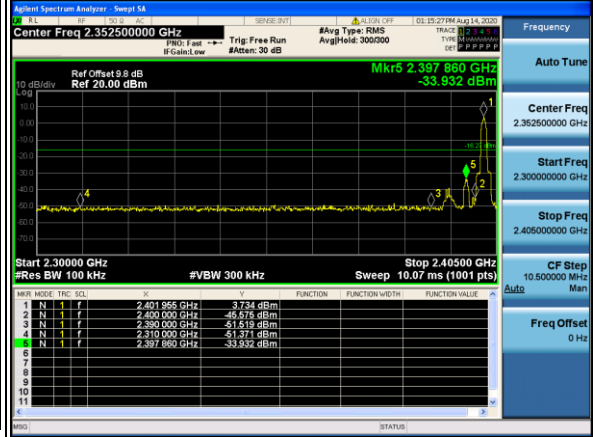 Agilent Spectrum Analyzer - Swept SA
RL RF 50 Ω AC SENSE:INT ALIGN OFF 01:15:27 PM Aug 14, 2020
Center Freq 2.352500000 GHz
PNO: Fast
IFGain:Low
Trig: Free Run
#Atten: 30 dB
#Avg Type: RMS
Avg|Hold: 300/300
TRACE 1 2 3 4 5 6
TYPE M
DET P P P P P P
Frequency
Auto Tune
Center Freq
2.352500000 GHz
Start Freq
2.300000000 GHz
Stop Freq
2.405000000 GHz
CF Step
10.500000 MHz
Auto Man
Freq Offset
0 Hz
Mkr5 2.397 860 GHz
-33.932 dBm
Ref Offset 9.8 dB
Ref 20.00 dBm
10 dB/div
Log
10.0
0.00
-10.0
-20.0
-30.0
-40.0
-50.0
-60.0
-70.0
1
5
2
3
4
Start 2.30000 GHz Stop 2.40500 GHz
#Res BW 100 kHz #VBW 300 kHz Sweep 10.07 ms (1001 pts)
MKR MODE TRC SCL X Y FUNCTION FUNCTION WIDTH FUNCTION VALUE
1 N 1 f 2.401 955 GHz 3.734 dBm
2 N 1 f 2.400 000 GHz -45.575 dBm
3 N 1 f 2.390 000 GHz -51.519 dBm
4 N 1 f 2.310 000 GHz -51.371 dBm
5 N 1 f 2.397 860 GHz -33.932 dBm
6
7
8
9
10
11
MSG STATUS